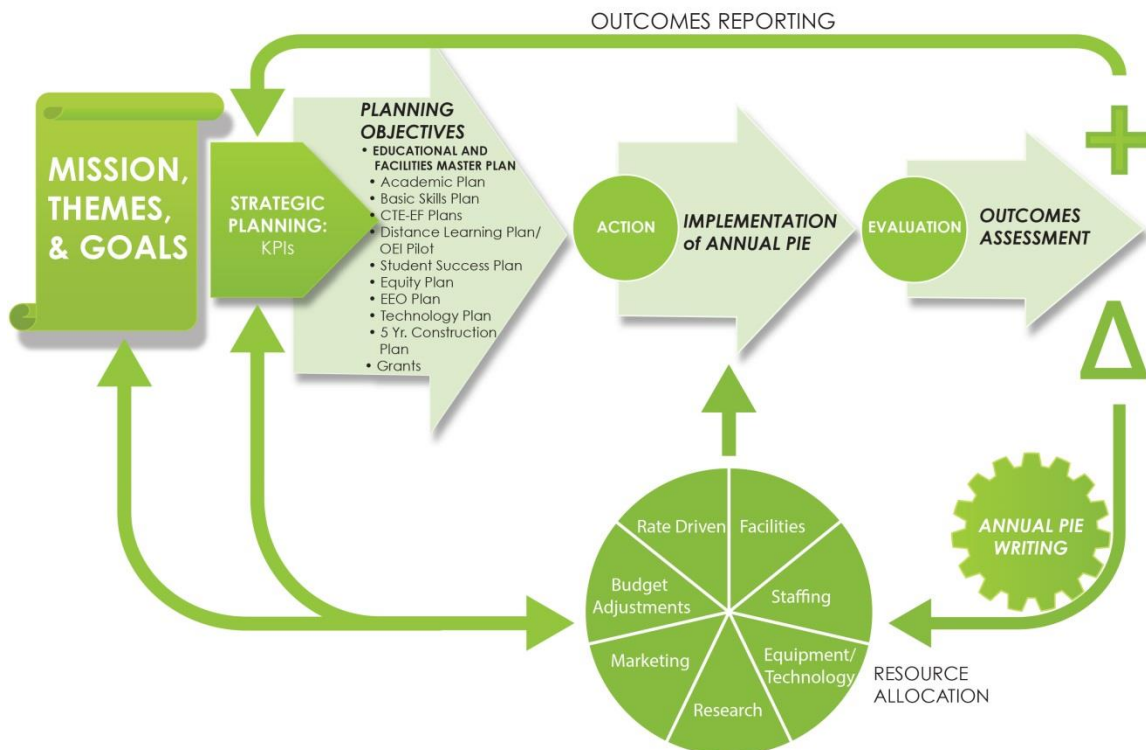 OUTCOMES REPORTING
MISSION,
THEMES,
& GOALS
STRATEGIC
PLANNING:
KPIs
PLANNING
OBJECTIVES
• EDUCATIONAL AND
FACILITIES MASTER PLAN
• Academic Plan
• Basic Skills Plan
• CTE-EF Plans
• Distance Learning Plan/
OEI Pilot
• Student Success Plan
• Equity Plan
• EEO Plan
• Technology Plan
• 5 Yr. Construction
Plan
• Grants
ACTION
IMPLEMENTATION
of ANNUAL PIE
EVALUATION
OUTCOMES
ASSESSMENT
+
Δ
ANNUAL PIE
WRITING
Rate Driven
Facilities
Budget
Adjustments
Staffing
Marketing
Equipment/
Technology
Research
RESOURCE
ALLOCATION